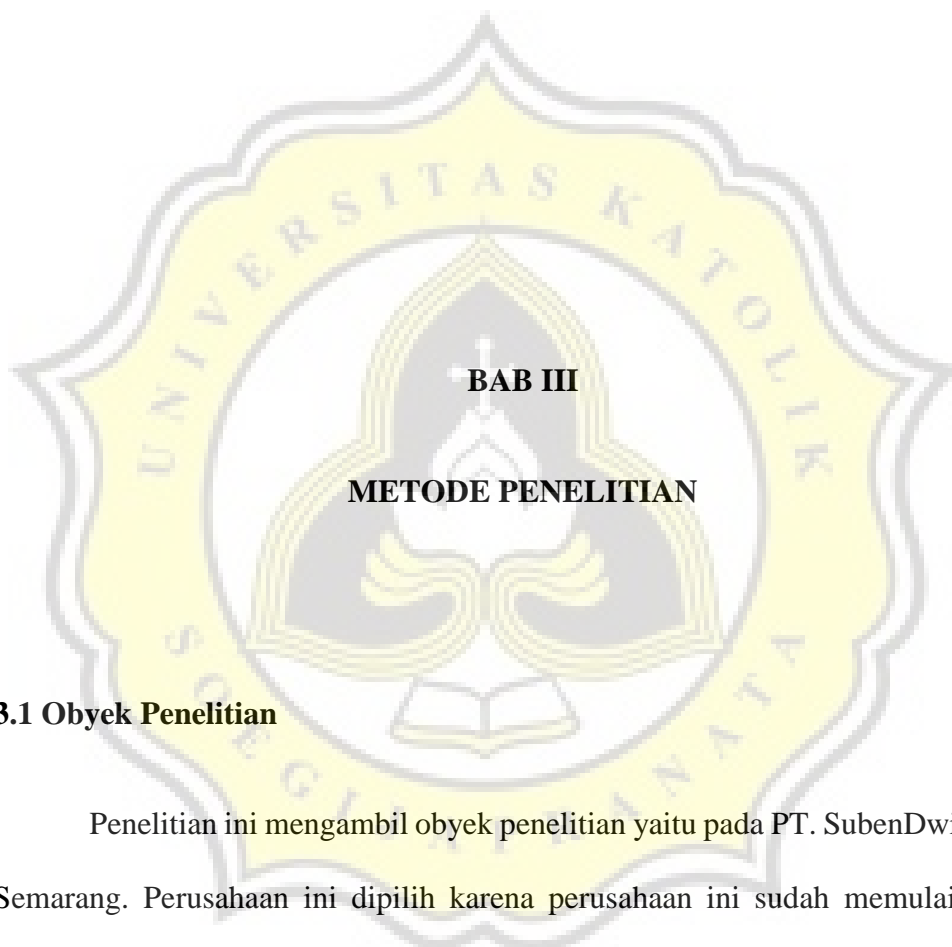 UNIVERSITAS KATOLIK
SOEGIJAPRANATA
BAB III
METODE PENELITIAN
3.1 Obyek Penelitian
Penelitian ini mengambil obyek penelitian yaitu pada PT. SubenDwi
Semarang. Perusahaan ini dipilih karena perusahaan ini sudah memulai